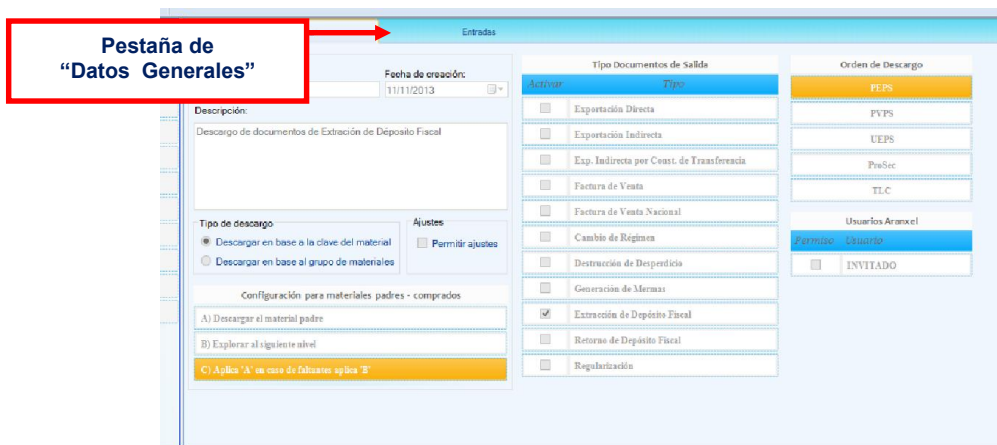 Pestaña de
“Datos Generales”
Entradas
Fecha de creación:
11/11/2013
Descripción:
Descargo de documentos de Extración de Déposito Fiscal
Tipo de descargo
Descargar en base a la clave del material
Descargar en base al grupo de materiales
Ajustes
Permitir ajustes
Configuración para materiales padres - comprados
A) Descargar el material padre
B) Explorar al siguiente nivel
C) Aplica 'A' en caso de faltantes aplica 'B'
Tipo Documentos de Salida
Activar Tipo
Exportación Directa
Exportación Indirecta
Exp. Indirecta por Const. de Transferencia
Factura de Venta
Factura de Venta Nacional
Cambio de Régimen
Destrucción de Desperdicio
Generación de Mermas
Extracción de Depósito Fiscal
Retorno de Depósito Fiscal
Regularización
Orden de Descargo
PEPS
PVPS
UEPS
ProSec
TLC
Usuarios Aranxel
Permiso Usuario
INVITADO